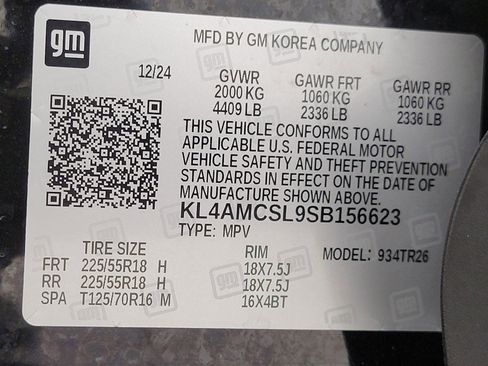 gm
MFD BY GM KOREA COMPANY
12/24 GVWR GAWR FRT GAWR RR
2000 KG 1060 KG 1060 KG
4409 LB 2336 LB 2336 LB
THIS VEHICLE CONFORMS TO ALL
APPLICABLE U.S. FEDERAL MOTOR
VEHICLE SAFETY AND THEFT PREVENTION
STANDARDS IN EFFECT ON THE DATE OF
MANUFACTURE SHOWN ABOVE.
KL4AMCSL9SB156623
TYPE: MPV
TIRE SIZE RIM MODEL: 934TR26
FRT 225/55R18 H 18X7.5J
RR 225/55R18 H 18X7.5J
SPA T125/70R16 M 16X4BT